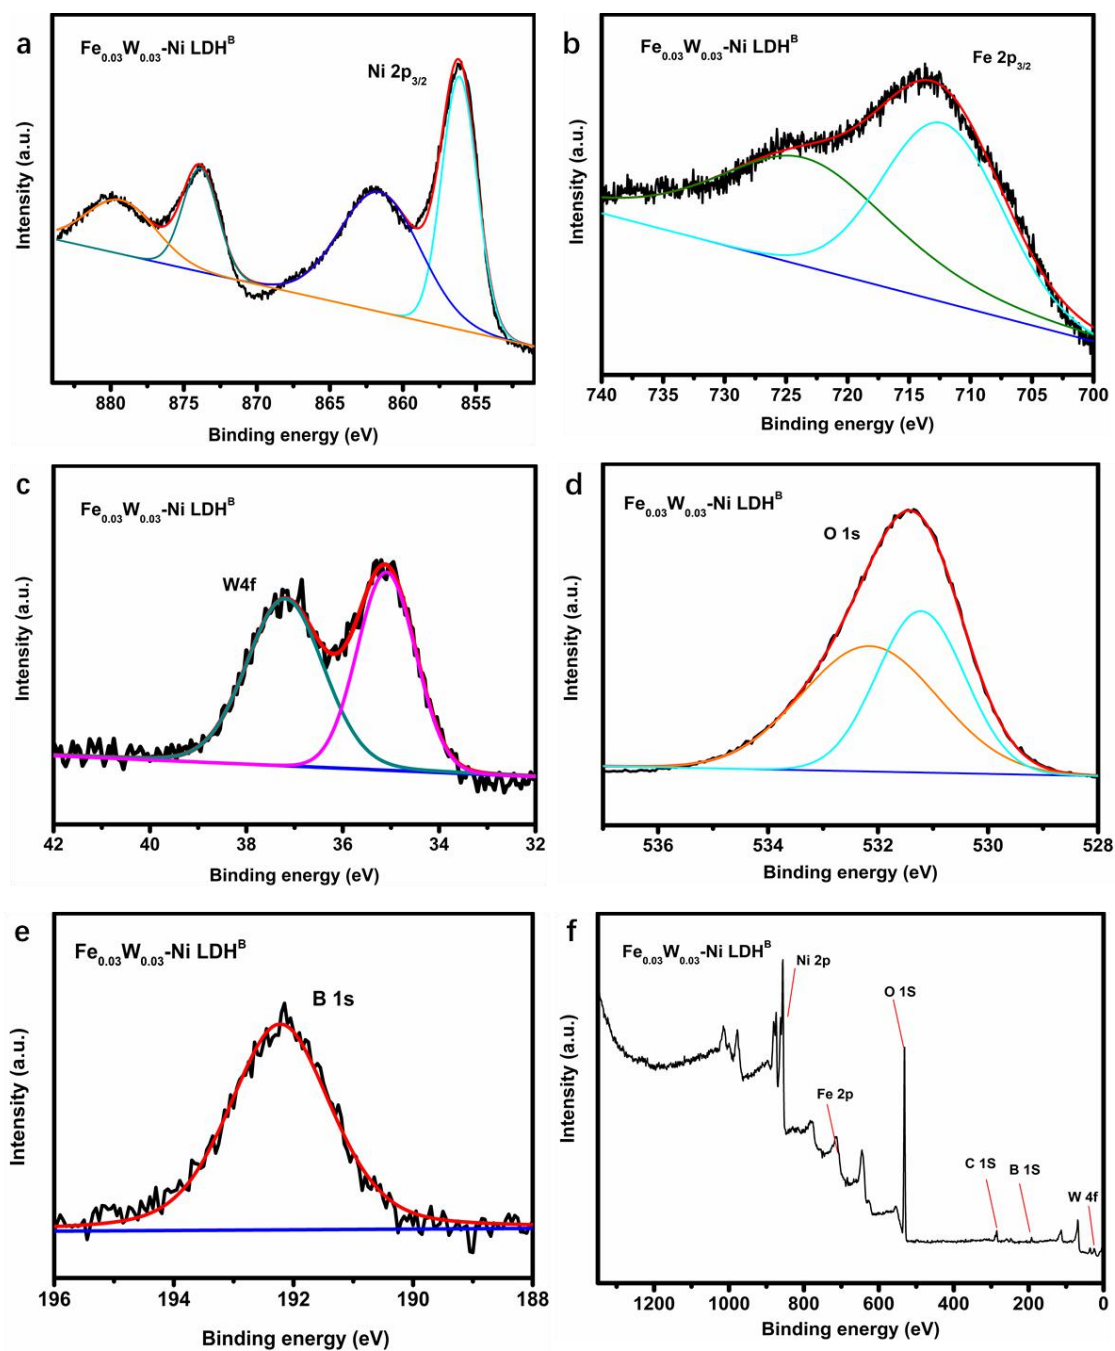 a
Fe0.03W0.03-Ni LDHB
Ni 2p3/2
Intensity (a.u.)
880 875 870 865 860 855
Binding energy (eV)
b
Fe0.03W0.03-Ni LDHB
Fe 2p3/2
Intensity (a.u.)
740 735 730 725 720 715 710 705 700
Binding energy (eV)
c
Fe0.03W0.03-Ni LDHB
W4f
Intensity (a.u.)
42 40 38 36 34 32
Binding energy (eV)
d
Fe0.03W0.03-Ni LDHB
O 1s
Intensity (a.u.)
536 534 532 530 528
Binding energy (eV)
e
Fe0.03W0.03-Ni LDHB
B 1s
Intensity (a.u.)
196 194 192 190 188
Binding energy (eV)
f
Fe0.03W0.03-Ni LDHB
Ni 2p
O 1S
Fe 2p
C 1S
B 1S
W 4f
Intensity (a.u.)
1200 1000 800 600 400 200 0
Binding energy (eV)